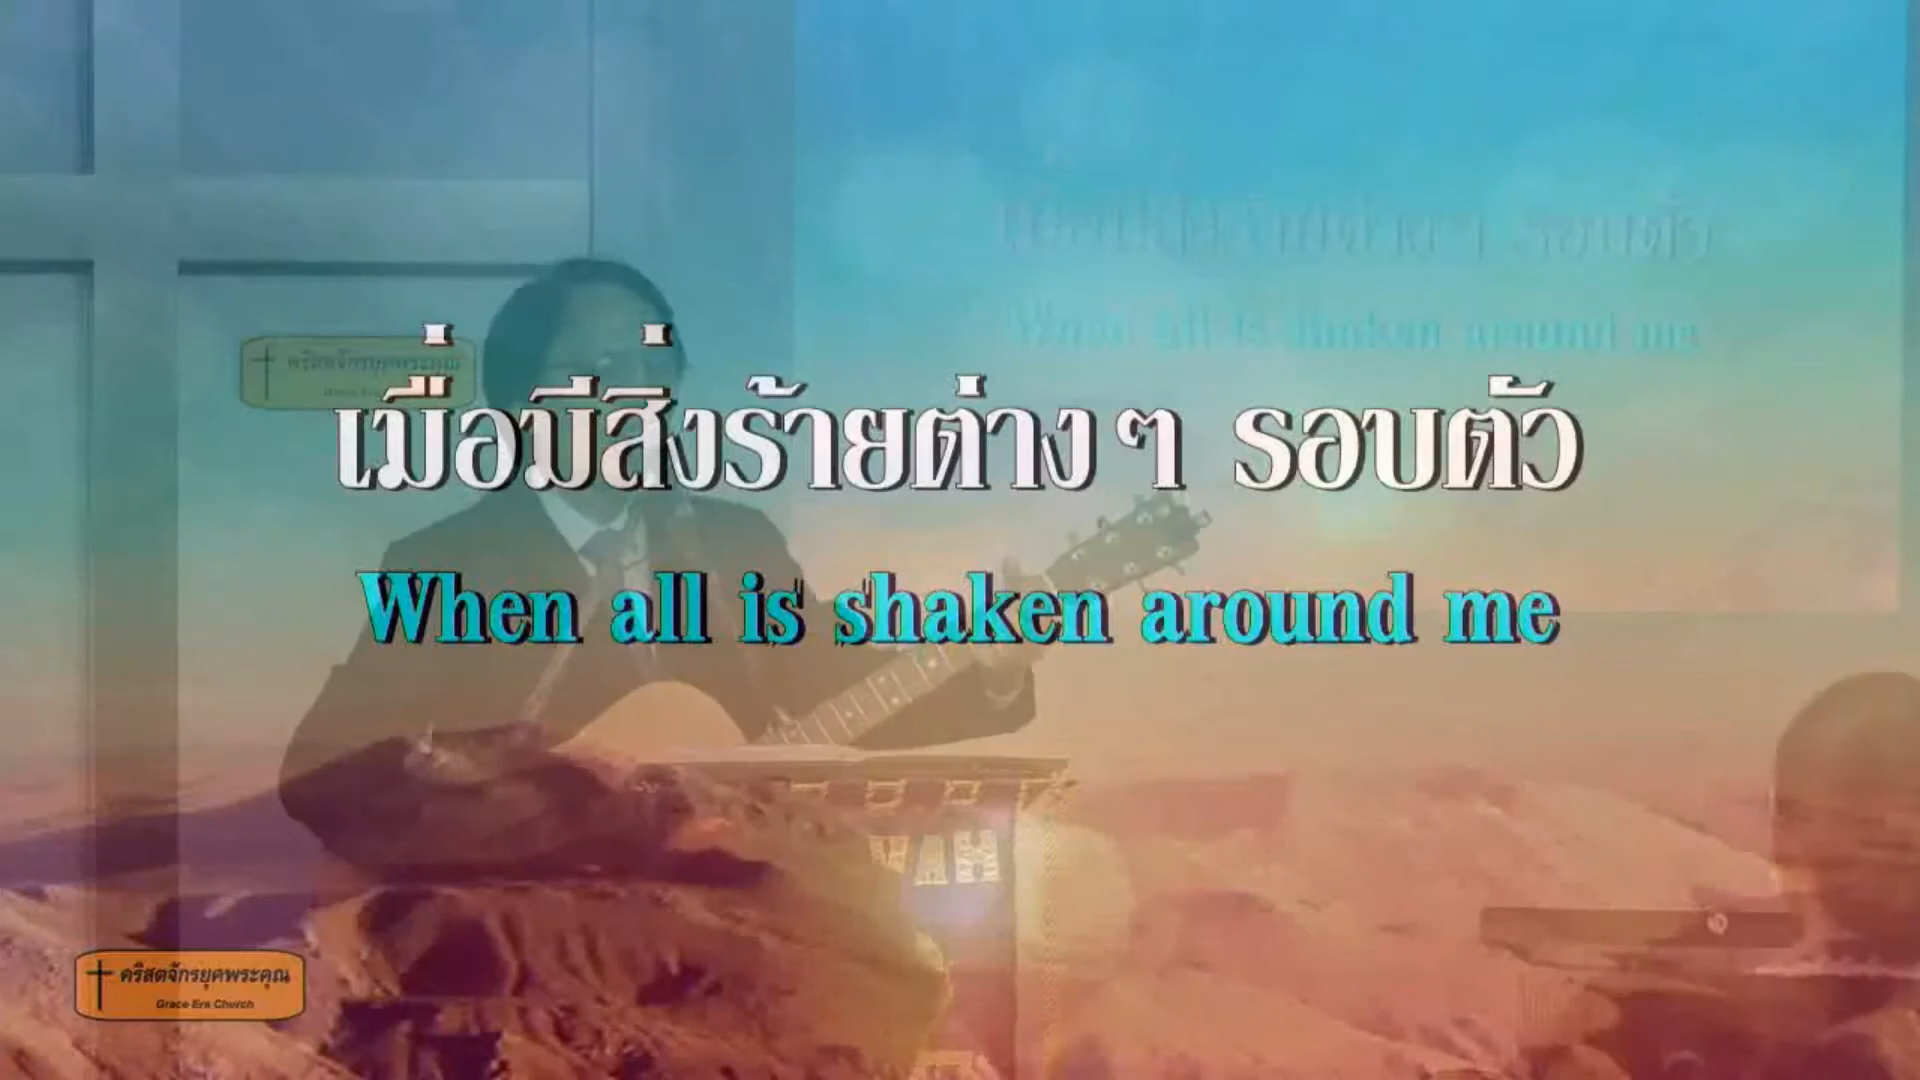 เมื่อมีสิ่งร้ายต่างๆ รอบตัว
When all is shaken around me
คริสตจักรยุคพระคุณ
Grace Era Church